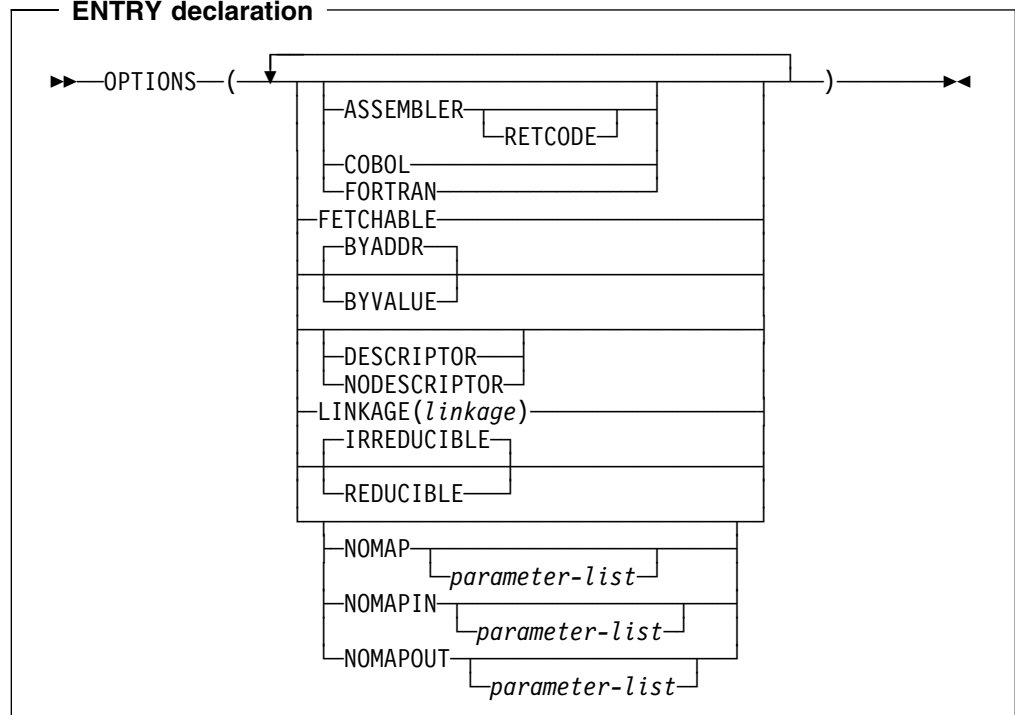 ENTRY declaration
OPTIONS ( )
ASSEMBLER
RETCODE
COBOL
FORTRAN
FETCHABLE
BYADDR
BYVALUE
DESCRIPTOR
NODESCRIPTOR
LINKAGE(linkage)
IRREDUCIBLE
REDUCIBLE
NOMAP
parameter-list
NOMAPIN
parameter-list
NOMAPOUT
parameter-list